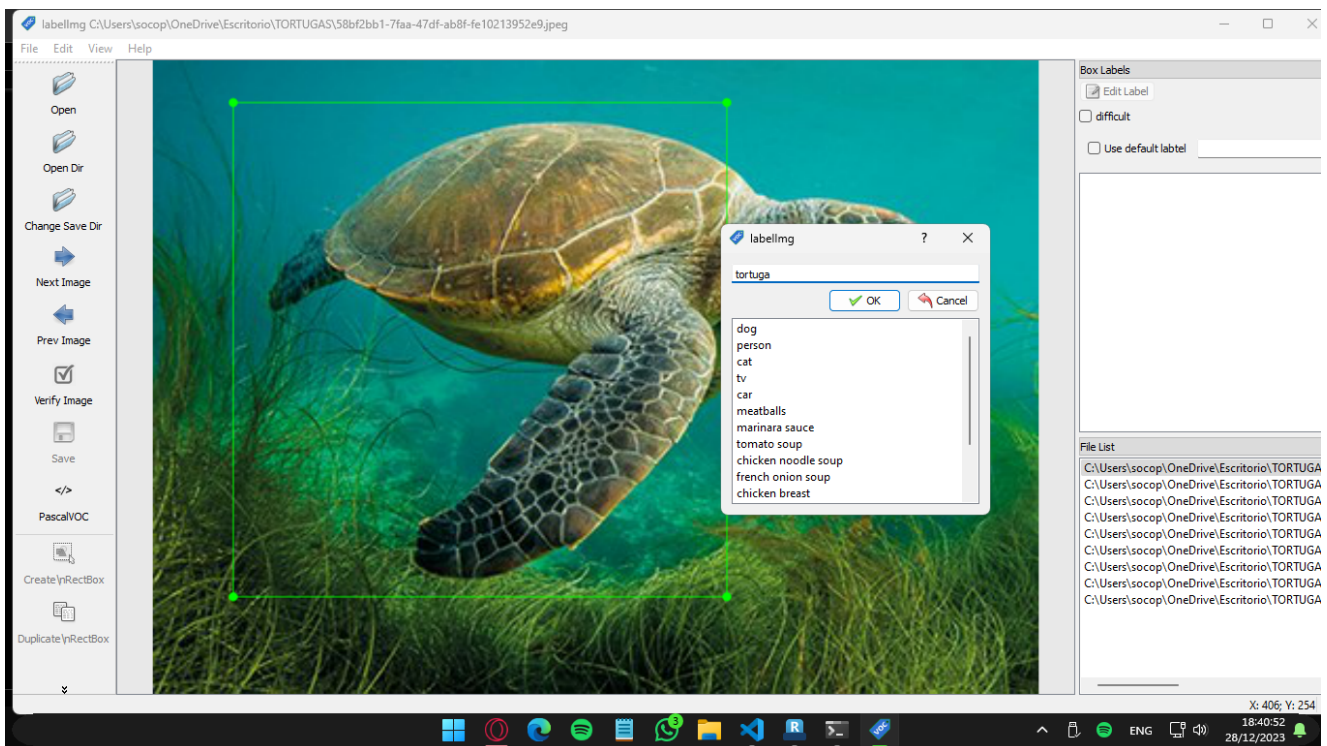 labelImg C:\Users\socop\OneDrive\Escritorio\TORTUGAS\58bf2bb1-7faa-47df-ab8f-fe10213952e9.jpeg
File Edit View Help
Open
Open Dir
Change Save Dir
Next Image
Prev Image
Verify Image
Save
</>
PascalVOC
Create\nRectBox
Duplicate\nRectBox
labelImg ?
tortuga
OK Cancel
dog
person
cat
tv
car
meatballs
marinara sauce
tomato soup
chicken noodle soup
french onion soup
chicken breast
Box Labels
Edit Label
difficult
Use default labtel
File List
C:\Users\socop\OneDrive\Escritorio\TORTUGA
C:\Users\socop\OneDrive\Escritorio\TORTUGA
C:\Users\socop\OneDrive\Escritorio\TORTUGA
C:\Users\socop\OneDrive\Escritorio\TORTUGA
C:\Users\socop\OneDrive\Escritorio\TORTUGA
C:\Users\socop\OneDrive\Escritorio\TORTUGA
C:\Users\socop\OneDrive\Escritorio\TORTUGA
C:\Users\socop\OneDrive\Escritorio\TORTUGA
C:\Users\socop\OneDrive\Escritorio\TORTUGA
X: 406; Y: 254
3
R
VOC
ENG
18:40:52
28/12/2023